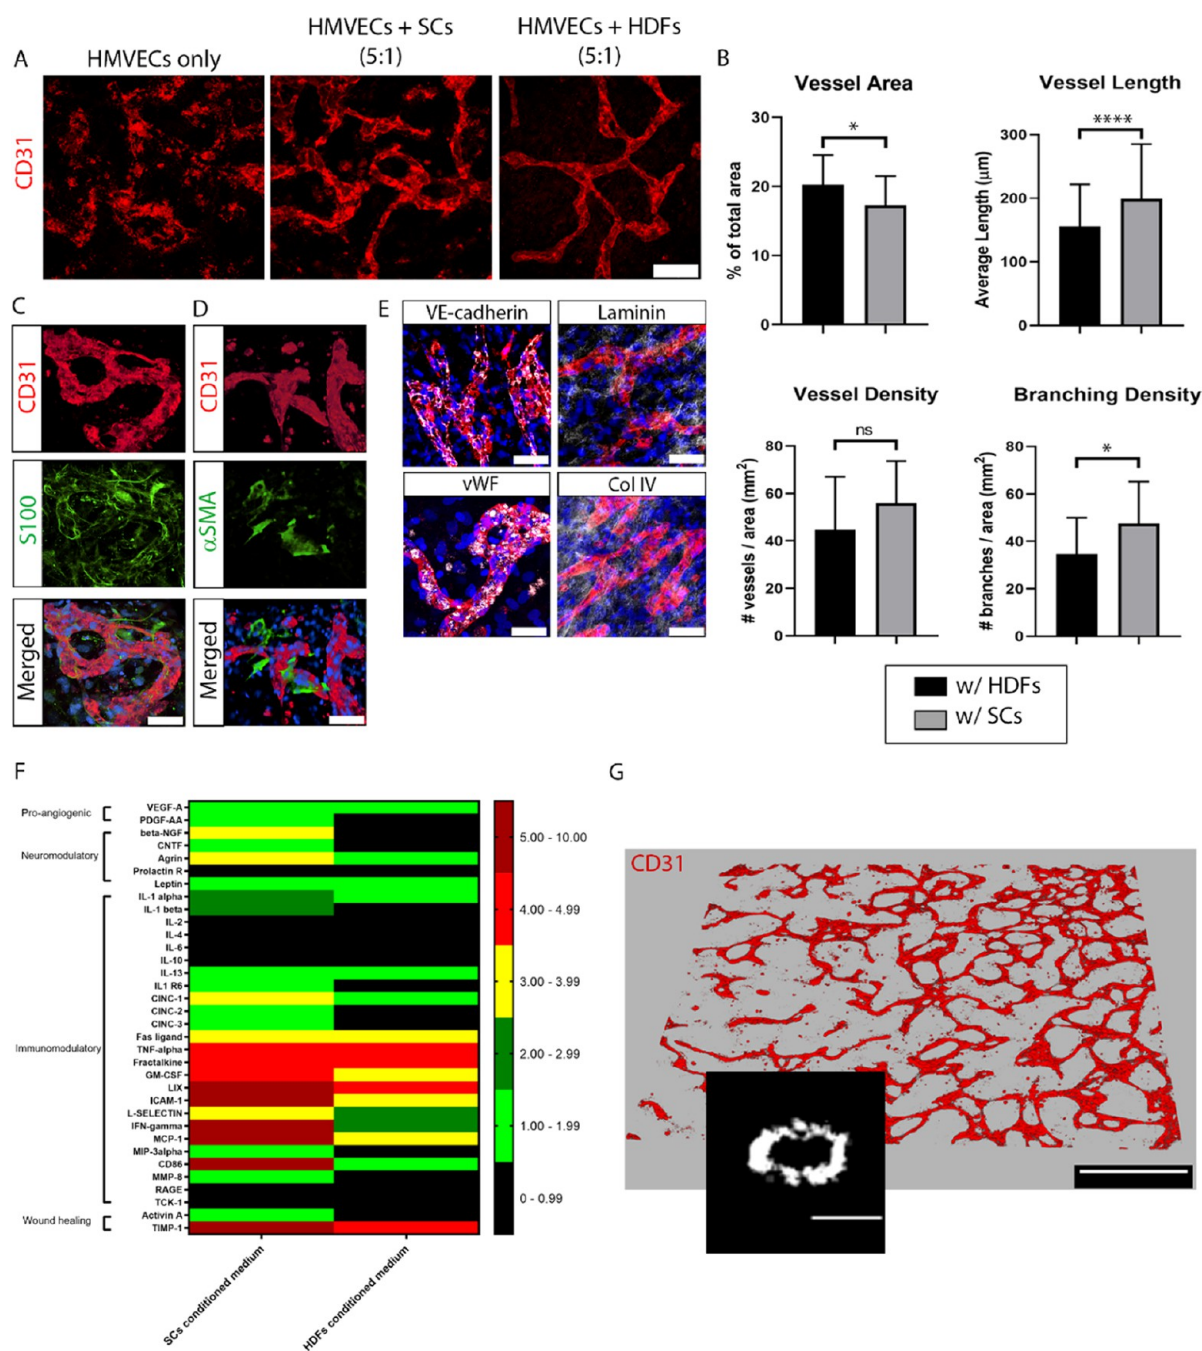 A
HMVECs only
HMVECs + SCs
(5:1)
HMVECs + HDFs
(5:1)
CD31
B
Vessel Area
% of total area
30
20
10
0
*
Vessel Length
Average Length (μm)
300
200
100
0
****
Vessel Density
# vessels / area (mm²)
80
60
40
20
0
ns
Branching Density
# branches / area (mm²)
80
60
40
20
0
*
w/ HDFs
w/ SCs
C
CD31
S100
Merged
D
CD31
αSMA
Merged
E
VE-cadherin
Laminin
vWF
Col IV
F
Pro-angiogenic
Neuromodulatory
Immunomodulatory
Wound healing
VEGF-A
PDGF-AA
beta-NGF
CNTF
Agrin
Prolactin R
Leptin
IL-1 alpha
IL-1 beta
IL-2
IL-4
IL-6
IL-10
IL-13
IL1 R6
CINC-1
CINC-2
CINC-3
Fas ligand
TNF-alpha
Fractalkine
GM-CSF
LIX
ICAM-1
L-SELECTIN
IFN-gamma
MCP-1
MIP-3alpha
CD86
MMP-8
RAGE
TCK-1
Activin A
TIMP-1
SCs conditioned medium
HDFs conditioned medium
5.00 - 10.00
4.00 - 4.99
3.00 - 3.99
2.00 - 2.99
1.00 - 1.99
0 - 0.99
G
CD31